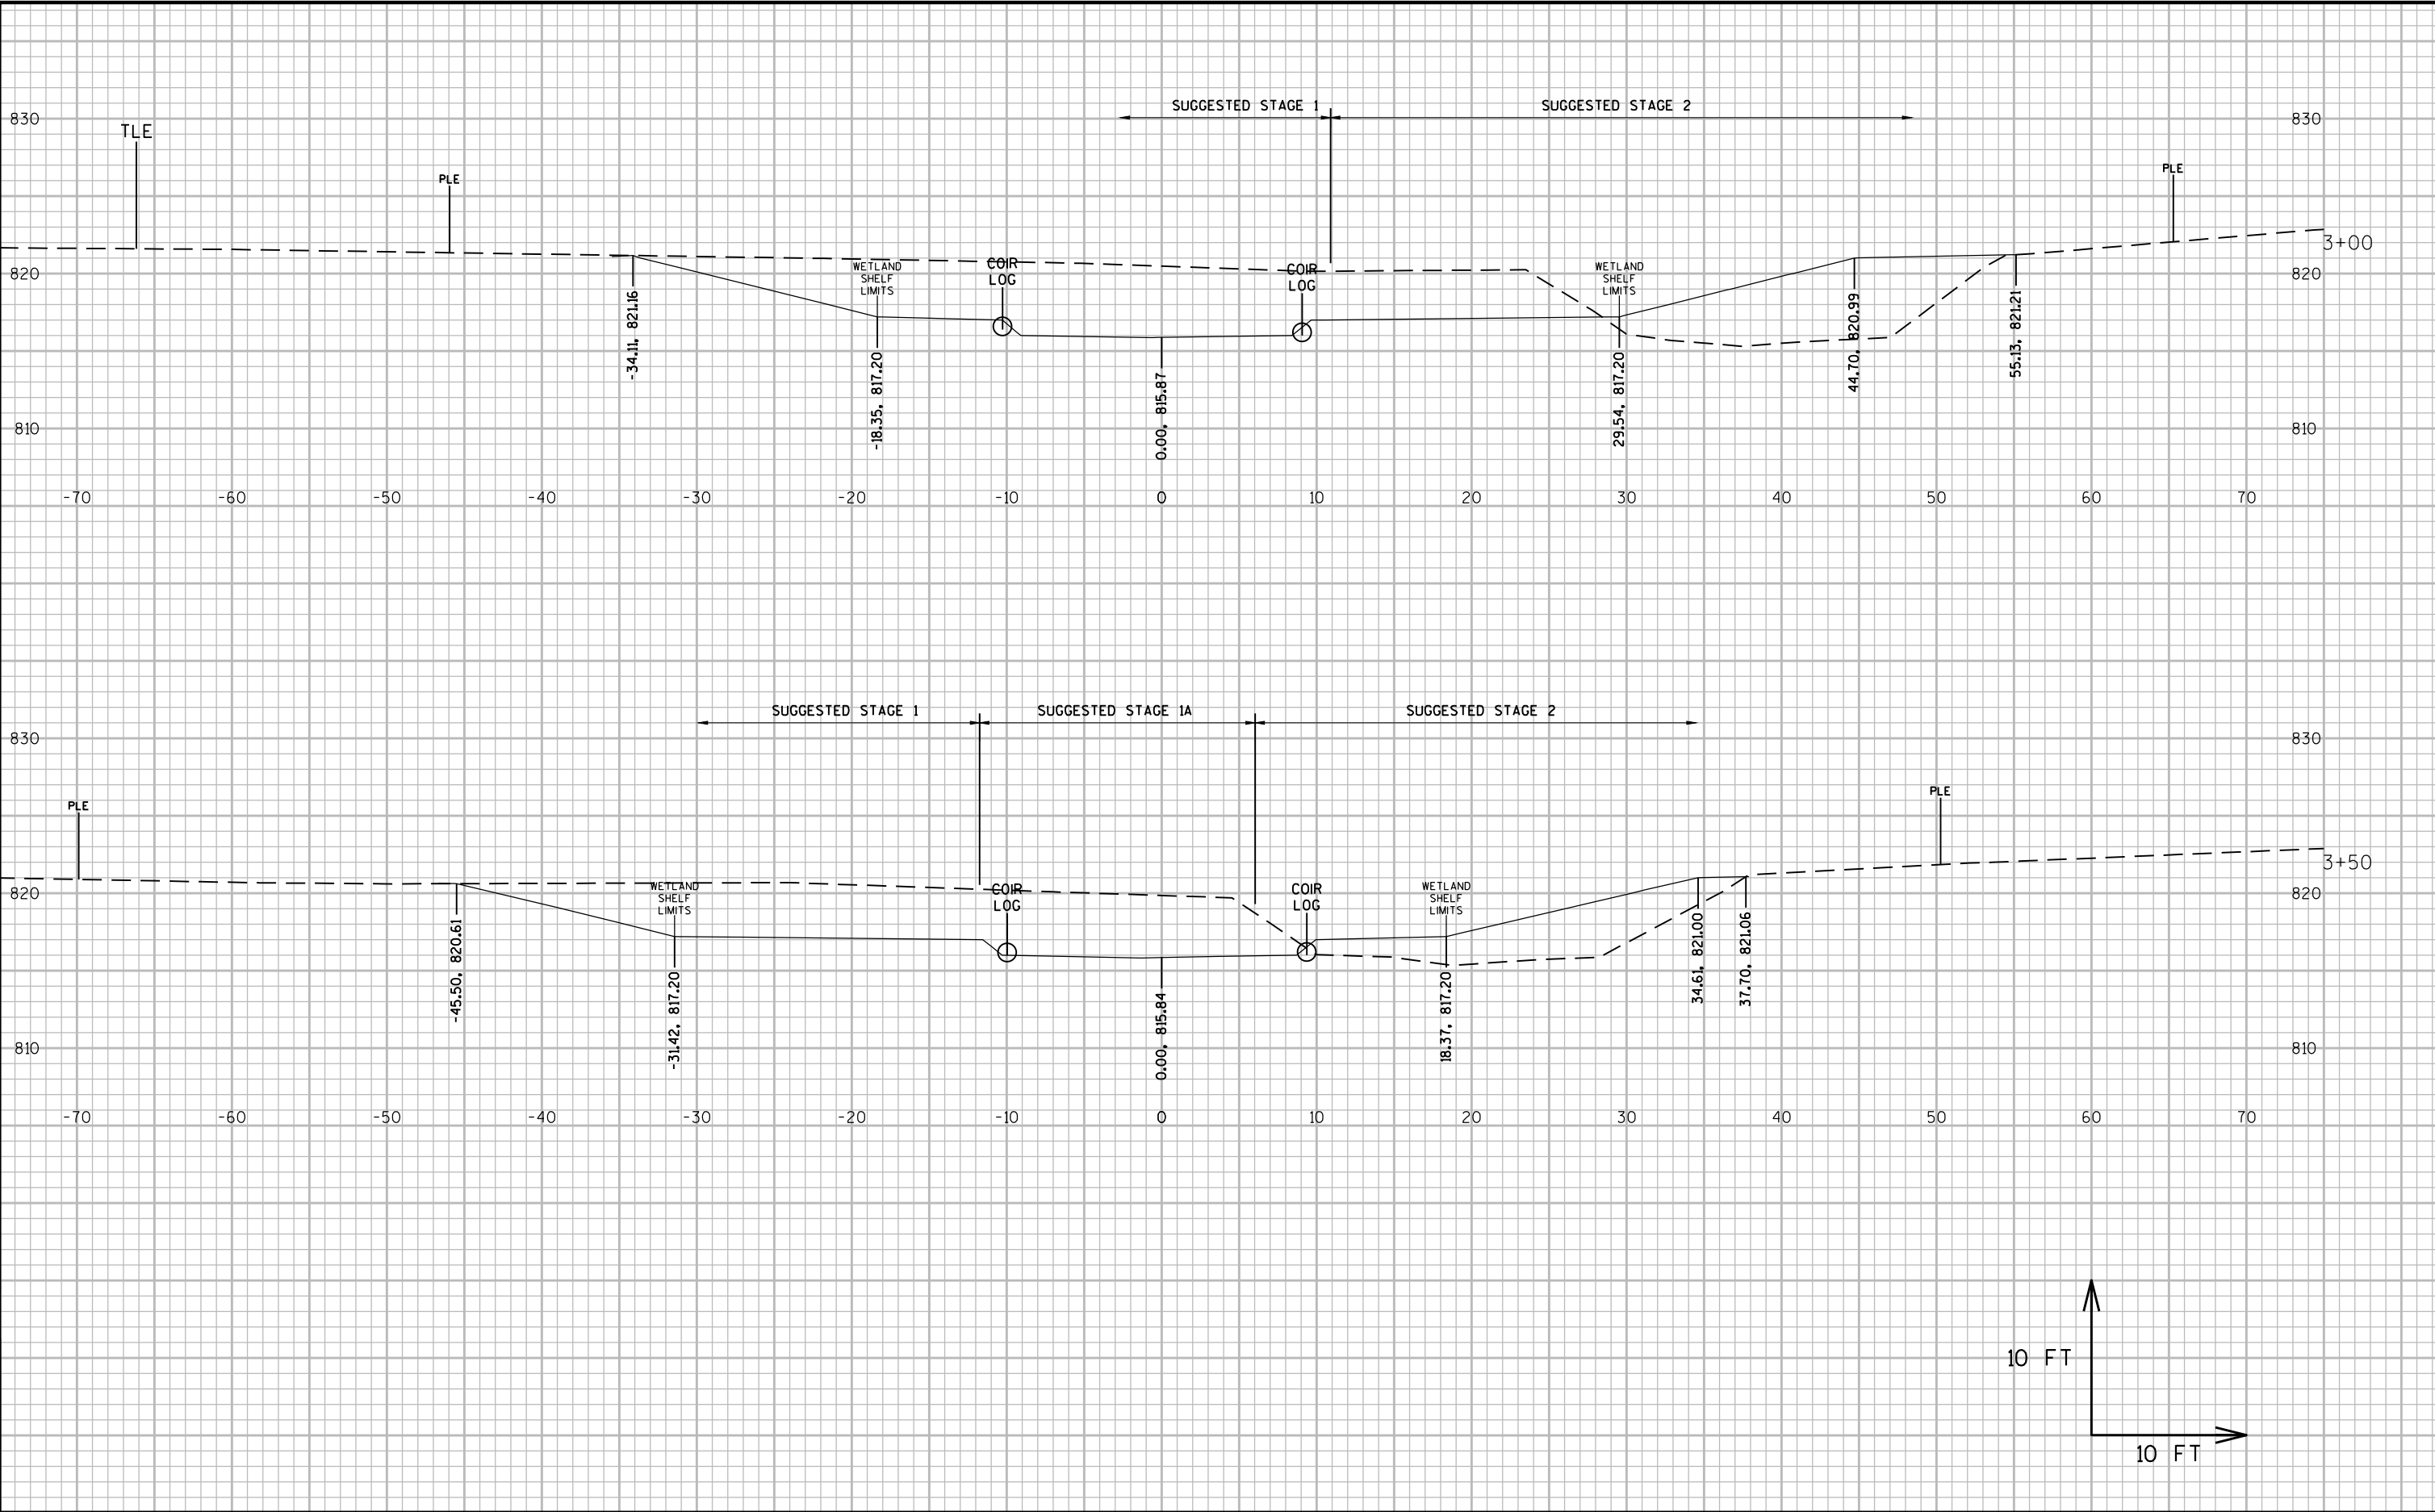 SUGGESTED STAGE 1
SUGGESTED STAGE 2
830
830
TLE
PLE
PLE
3+00
820
WETLAND
SHELF
LIMITS
COIR
LOG
COIR
LOG
WETLAND
SHELF
LIMITS
820
-34.11, 821.16
-18.35, 817.20
0.00, 815.87
29.54, 817.20
44.70, 820.99
55.13, 821.21
810
810
-70 -60 -50 -40 -30 -20 -10 0 10 20 30 40 50 60 70
SUGGESTED STAGE 1
SUGGESTED STAGE 1A
SUGGESTED STAGE 2
830
830
PLE
PLE
3+50
820
WETLAND
SHELF
LIMITS
COIR
LOG
COIR
LOG
WETLAND
SHELF
LIMITS
820
-45.50, 820.61
-31.42, 817.20
0.00, 815.84
18.37, 817.20
34.61, 821.00
37.70, 821.06
810
810
-70 -60 -50 -40 -30 -20 -10 0 10 20 30 40 50 60 70
10 FT
10 FT